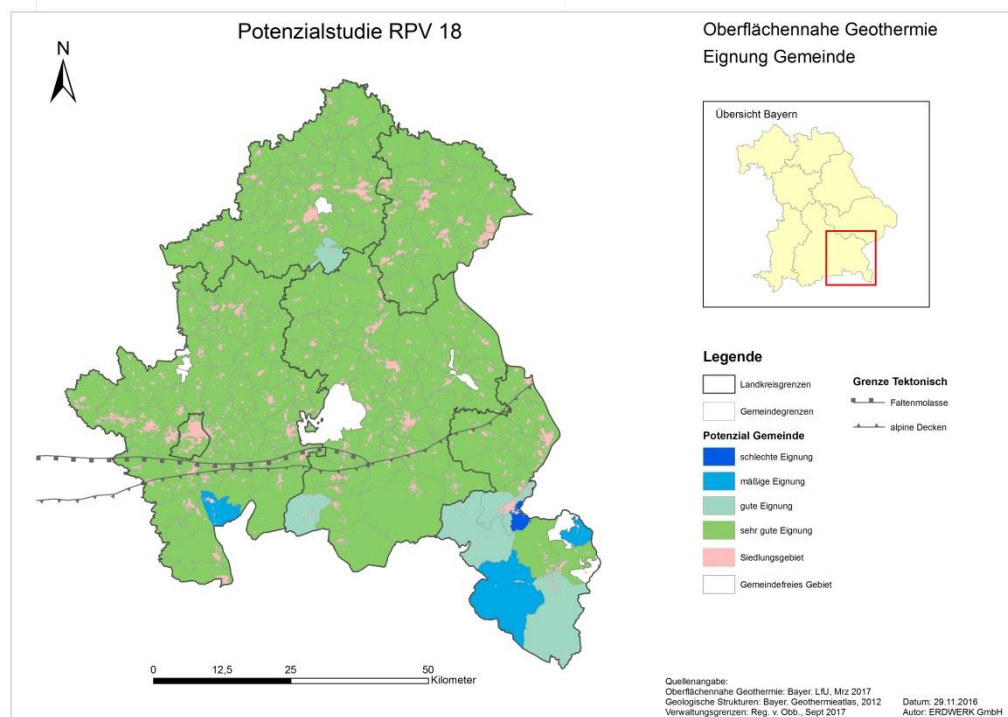 Potenzialstudie RPV 18
Oberflächennahe Geothermie
Eignung Gemeinde
N
Übersicht Bayern
Legende
Landkreisgrenzen
Gemeindegrenzen
Potenzial Gemeinde
schlechte Eignung
mäßige Eignung
gute Eignung
sehr gute Eignung
Siedlungsgebiet
Gemeindefreies Gebiet
Grenze Tektonisch
Faltenmolasse
alpine Decken
0 12,5 25 50
Kilometer
Quellenangabe:
Oberflächennahe Geothermie: Bayer. LfU, Mrz 2017
Geologische Strukturen: Bayer. Geothermieatlas, 2012
Verwaltungsgrenzen: Reg. v. Obb., Sept 2017
Datum: 29.11.2016
Autor: ERDWERK GmbH